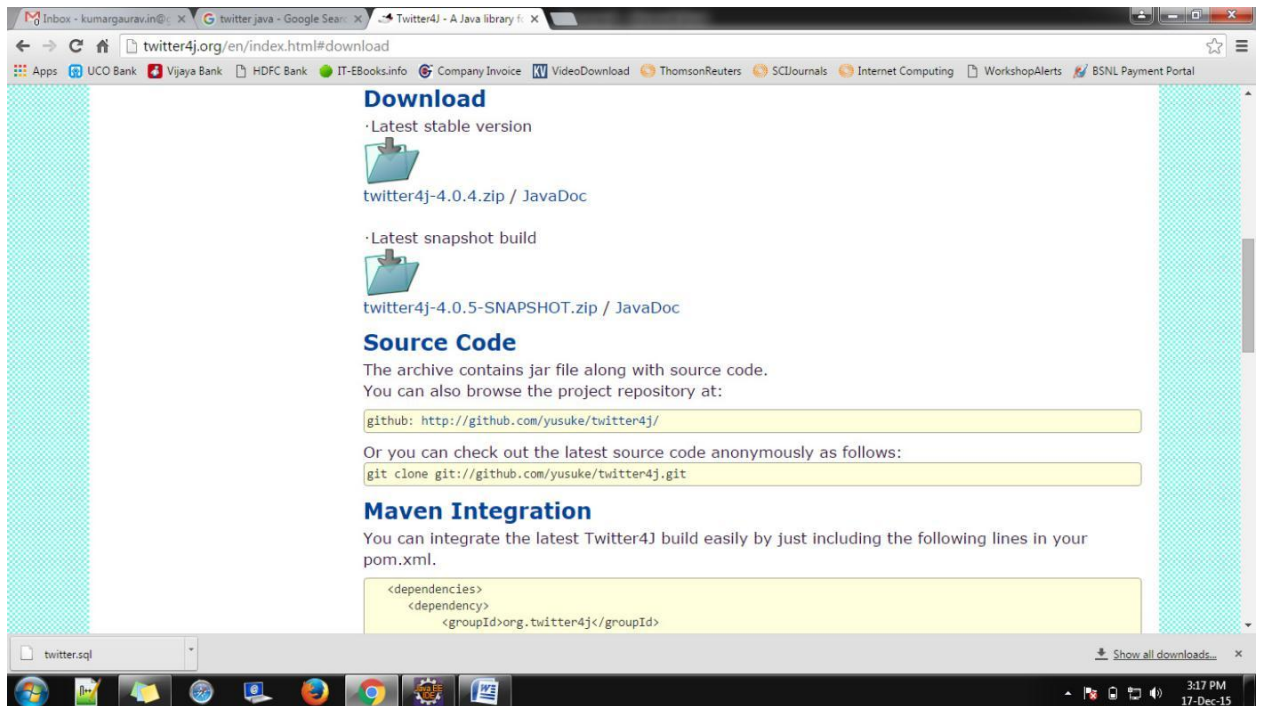 Inbox - kumargaurav.in@g
twitter java - Google Sear
Twitter4J - A Java library fo
twitter4j.org/en/index.html#download
Apps
UCO Bank
Vijaya Bank
HDFC Bank
IT-EBooks.info
Company Invoice
VideoDownload
ThomsonReuters
SCIJournals
Internet Computing
WorkshopAlerts
BSNL Payment Portal
Download
·Latest stable version
twitter4j-4.0.4.zip / JavaDoc
·Latest snapshot build
twitter4j-4.0.5-SNAPSHOT.zip / JavaDoc
Source Code
The archive contains jar file along with source code.
You can also browse the project repository at:
github: http://github.com/yusuke/twitter4j/
Or you can check out the latest source code anonymously as follows:
git clone git://github.com/yusuke/twitter4j.git
Maven Integration
You can integrate the latest Twitter4J build easily by just including the following lines in your
pom.xml.
<dependencies>
<dependency>
<groupId>org.twitter4j</groupId>
twitter.sql
Show all downloads...
3:17 PM
17-Dec-15